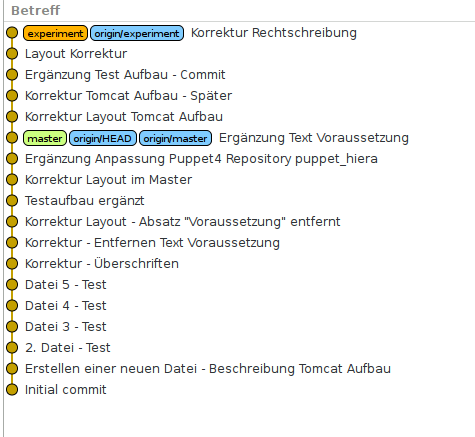 Betreff
experiment origin/experiment Korrektur Rechtschreibung
Layout Korrektur
Ergänzung Test Aufbau - Commit
Korrektur Tomcat Aufbau - Später
Korrektur Layout Tomcat Aufbau
master origin/HEAD origin/master Ergänzung Text Voraussetzung
Ergänzung Anpassung Puppet4 Repository puppet_hiera
Korrektur Layout im Master
Testaufbau ergänzt
Korrektur Layout - Absatz "Voraussetzung" entfernt
Korrektur - Entfernen Text Voraussetzung
Korrektur - Überschriften
Datei 5 - Test
Datei 4 - Test
Datei 3 - Test
2. Datei - Test
Erstellen einer neuen Datei - Beschreibung Tomcat Aufbau
Initial commit